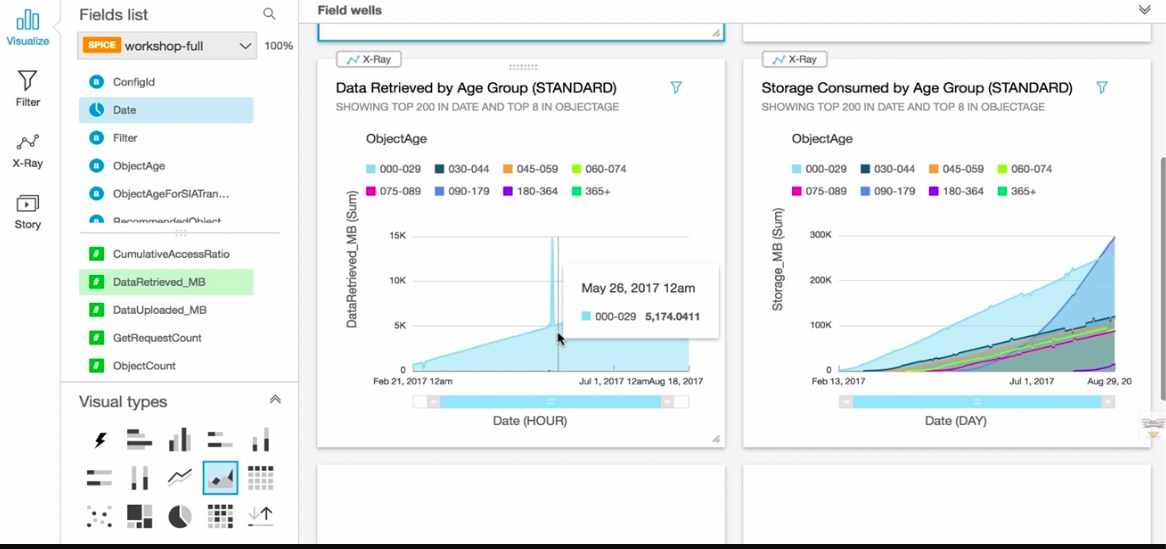 Visualize
Filter
X-Ray
Story
Fields list
SPICE workshop-full 100%
ConfigId
Date
Filter
ObjectAge
ObjectAgeForSIATran...
RecommendedObject
CumulativeAccessRatio
DataRetrieved_MB
DataUploaded_MB
GetRequestCount
ObjectCount
Visual types
Field wells
X-Ray
Data Retrieved by Age Group (STANDARD)
SHOWING TOP 200 IN DATE AND TOP 8 IN OBJECTAGE
ObjectAge
000-029 030-044 045-059 060-074
075-089 090-179 180-364 365+
DataRetrieved_MB (Sum)
15K
10K
5K
0
May 26, 2017 12am
000-029 5,174.0411
Feb 21, 2017 12am Jul 1, 2017 12amAug 18, 2017
Date (HOUR)
X-Ray
Storage Consumed by Age Group (STANDARD)
SHOWING TOP 200 IN DATE AND TOP 8 IN OBJECTAGE
ObjectAge
000-029 030-044 045-059 060-074
075-089 090-179 180-364 365+
Storage_MB (Sum)
300K
200K
100K
0
Feb 13, 2017 Jul 1, 2017 Aug 29, 20
Date (DAY)